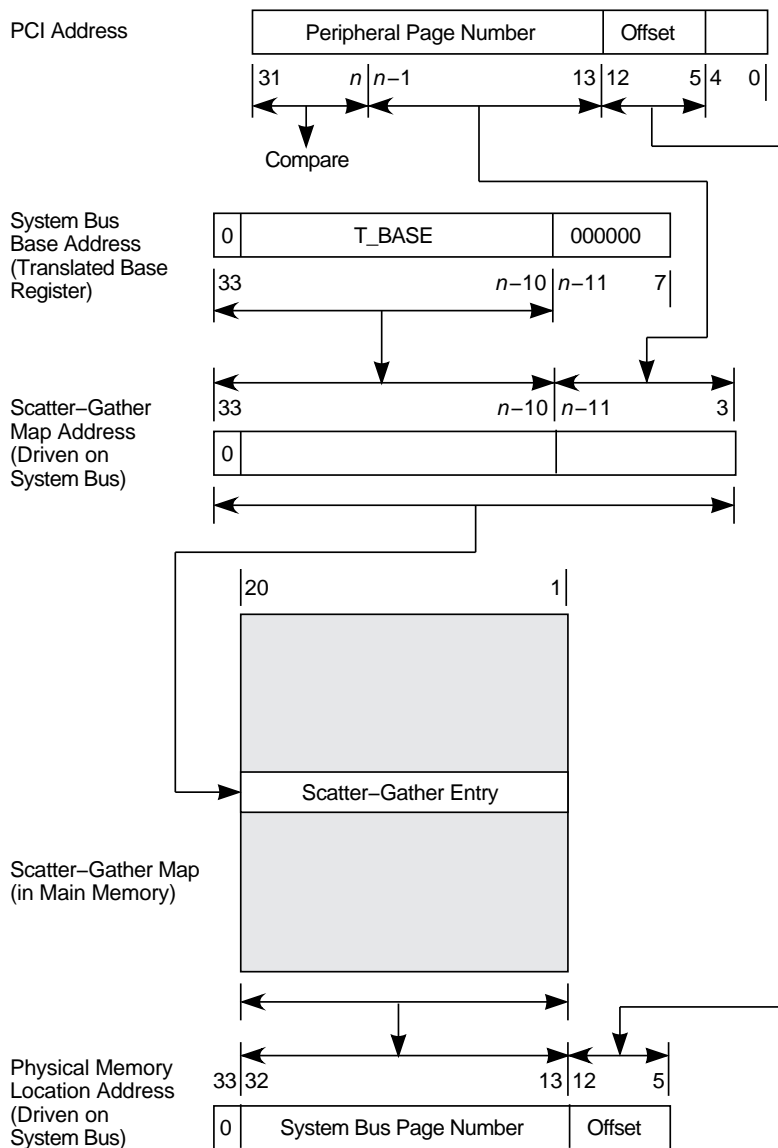 PCI Address
Peripheral Page Number Offset
31 n n–1 13 12 5 4 0
Compare
System Bus
Base Address
(Translated Base
Register)
0 T_BASE 000000
33 n–10 n–11 7
33 n–10 n–11 3
Scatter–Gather
Map Address
(Driven on
System Bus)
0
20 1
Scatter–Gather Entry
Scatter–Gather Map
(in Main Memory)
Physical Memory
Location Address
(Driven on
System Bus)
33 32 13 12 5
0 System Bus Page Number Offset